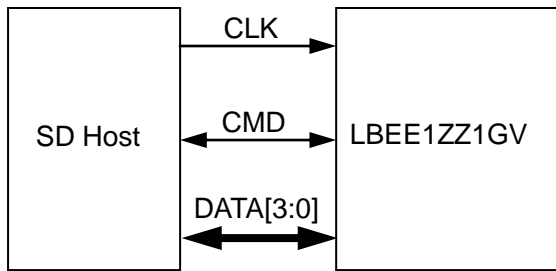 CLK
SD Host
CMD
LBEE1ZZ1GV
DATA[3:0]